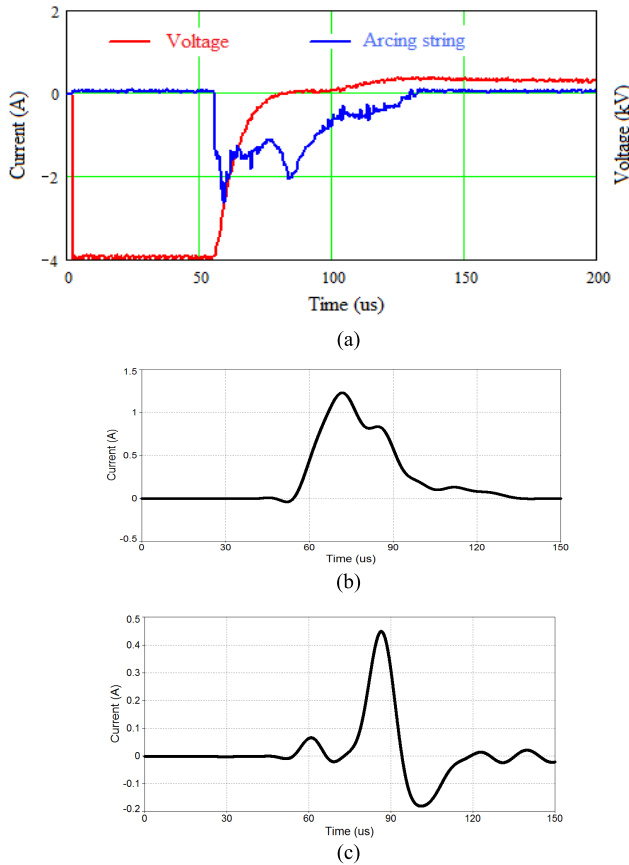 Voltage Arcing string
0
−2
−4
Current (A)
Voltage (kV)
0 50 100 150 200
Time (us)
(a)
1.5
1
0.5
0
-0.5
Current (A)
0 30 60 90 120 150
Time (us)
(b)
0.5
0.4
0.3
0.2
0.1
0
-0.1
-0.2
Current (A)
0 30 60 90 120 150
Time (us)
(c)